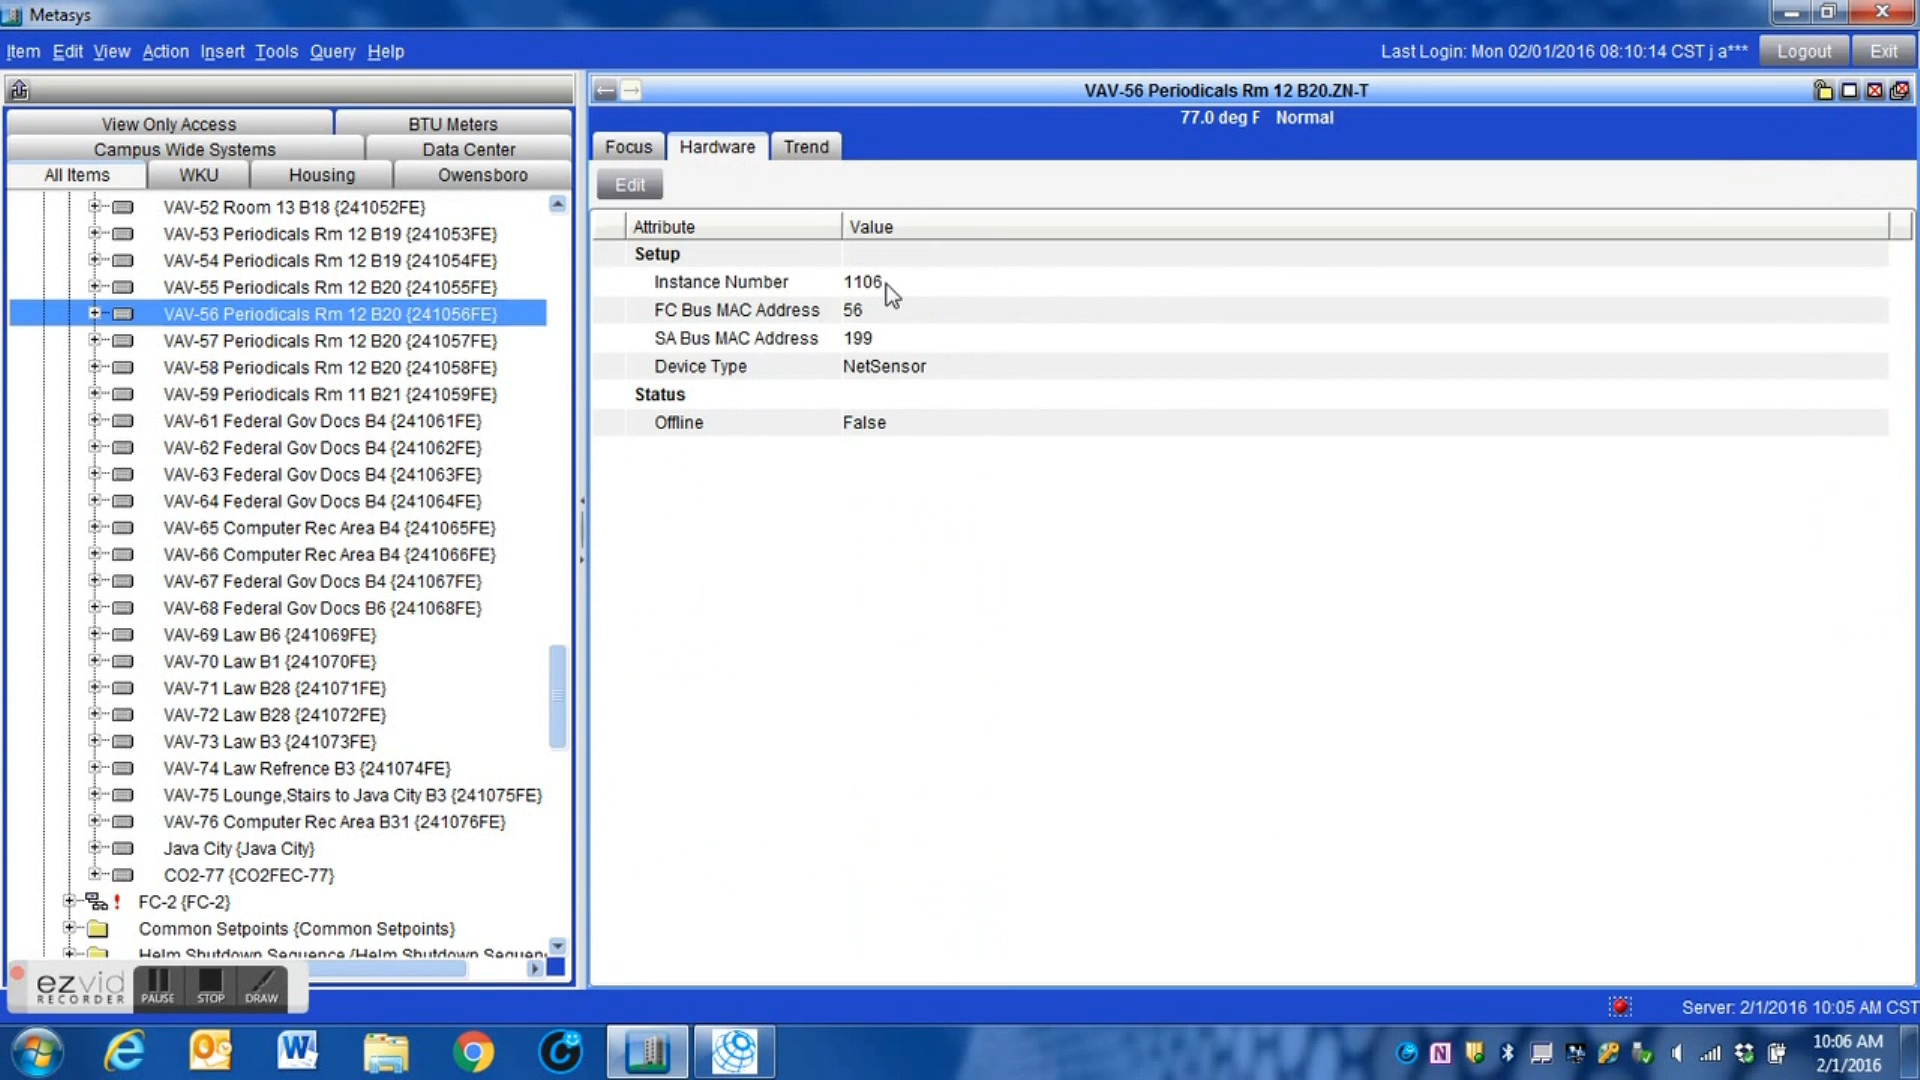 Metasys
Item Edit View Action Insert Tools Query Help
Last Login: Mon 02/01/2016 08:10:14 CST j a*** Logout Exit
VAV-56 Periodicals Rm 12 B20.ZN-T
77.0 deg F Normal
View Only Access BTU Meters
Campus Wide Systems Data Center
All Items WKU Housing Owensboro
VAV-52 Room 13 B18 {241052FE}
VAV-53 Periodicals Rm 12 B19 {241053FE}
VAV-54 Periodicals Rm 12 B19 {241054FE}
VAV-55 Periodicals Rm 12 B20 {241055FE}
VAV-56 Periodicals Rm 12 B20 {241056FE}
VAV-57 Periodicals Rm 12 B20 {241057FE}
VAV-58 Periodicals Rm 12 B20 {241058FE}
VAV-59 Periodicals Rm 11 B21 {241059FE}
VAV-61 Federal Gov Docs B4 {241061FE}
VAV-62 Federal Gov Docs B4 {241062FE}
VAV-63 Federal Gov Docs B4 {241063FE}
VAV-64 Federal Gov Docs B4 {241064FE}
VAV-65 Computer Rec Area B4 {241065FE}
VAV-66 Computer Rec Area B4 {241066FE}
VAV-67 Federal Gov Docs B4 {241067FE}
VAV-68 Federal Gov Docs B6 {241068FE}
VAV-69 Law B6 {241069FE}
VAV-70 Law B1 {241070FE}
VAV-71 Law B28 {241071FE}
VAV-72 Law B28 {241072FE}
VAV-73 Law B3 {241073FE}
VAV-74 Law Refrence B3 {241074FE}
VAV-75 Lounge,Stairs to Java City B3 {241075FE}
VAV-76 Computer Rec Area B31 {241076FE}
Java City {Java City}
CO2-77 {CO2FEC-77}
FC-2 {FC-2}
Common Setpoints {Common Setpoints}
Helm Shutdown Sequence {Helm Shutdown Sequen
Focus Hardware Trend
Edit
Attribute Value
Setup
Instance Number 1106
FC Bus MAC Address 56
SA Bus MAC Address 199
Device Type NetSensor
Status
Offline False
ezvid
RECORDER PAUSE STOP DRAW
Server: 2/1/2016 10:05 AM CST
10:06 AM
2/1/2016